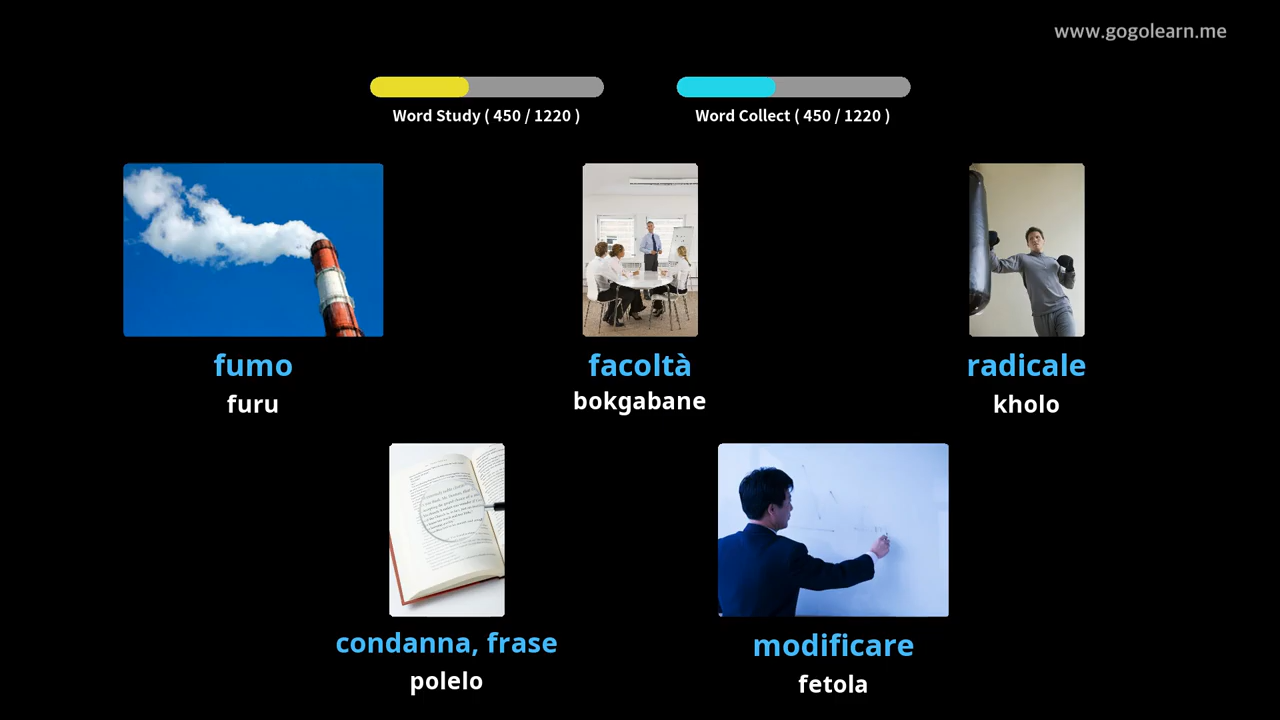 www.gogolearn.me
Word Study ( 450 / 1220 )
Word Collect ( 450 / 1220 )
fumo
furu
facoltà
bokgabane
radicale
kholo
condanna, frase
polelo
modificare
fetola